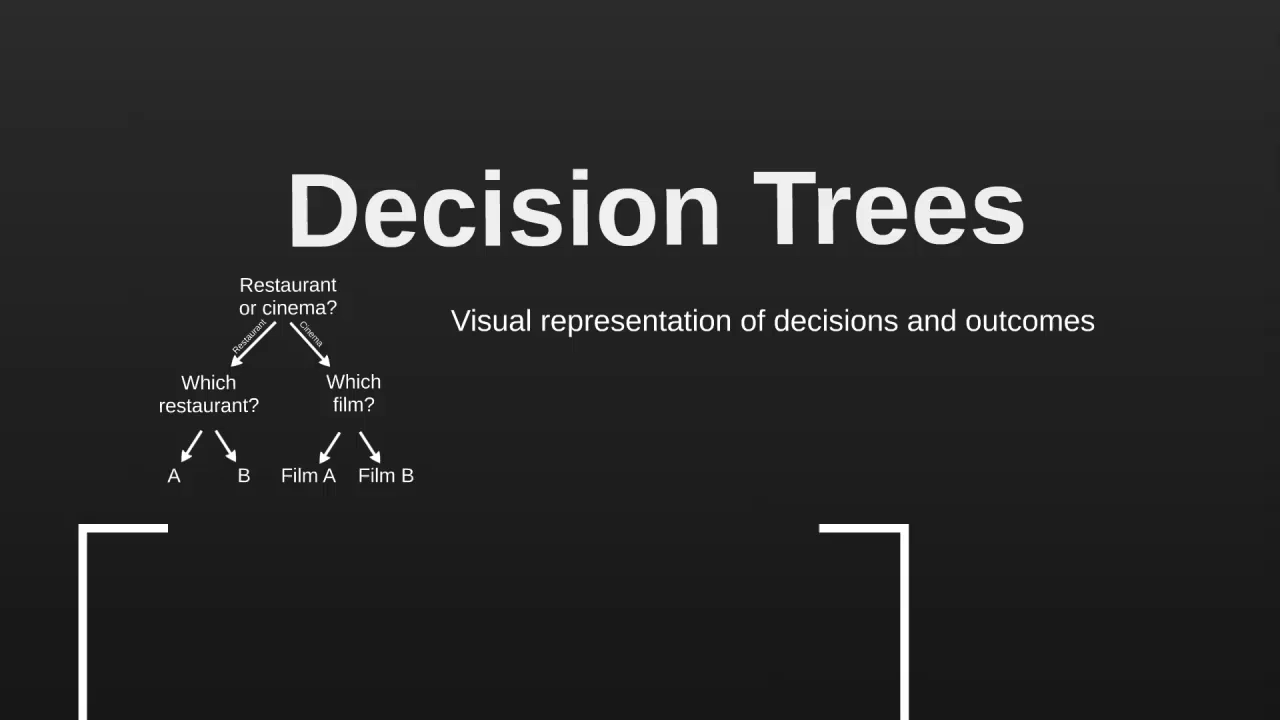 Decision Trees
Restaurant
or cinema?
Visual representation of decisions and outcomes
Restaurant
Cinema
Which
restaurant?
Which
film?
A
B
Film A
Film B